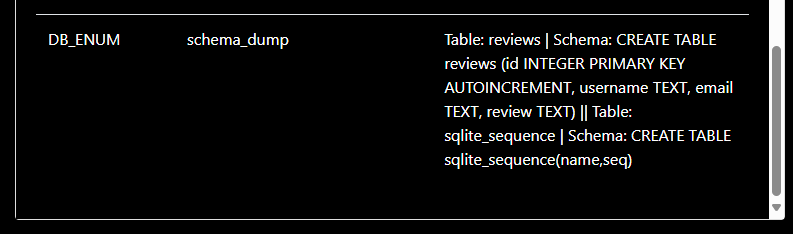 DB_ENUM schema_dump Table: reviews | Schema: CREATE TABLE
reviews (id INTEGER PRIMARY KEY
AUTOINCREMENT, username TEXT, email
TEXT, review TEXT) || Table:
sqlite_sequence | Schema: CREATE TABLE
sqlite_sequence(name,seq)